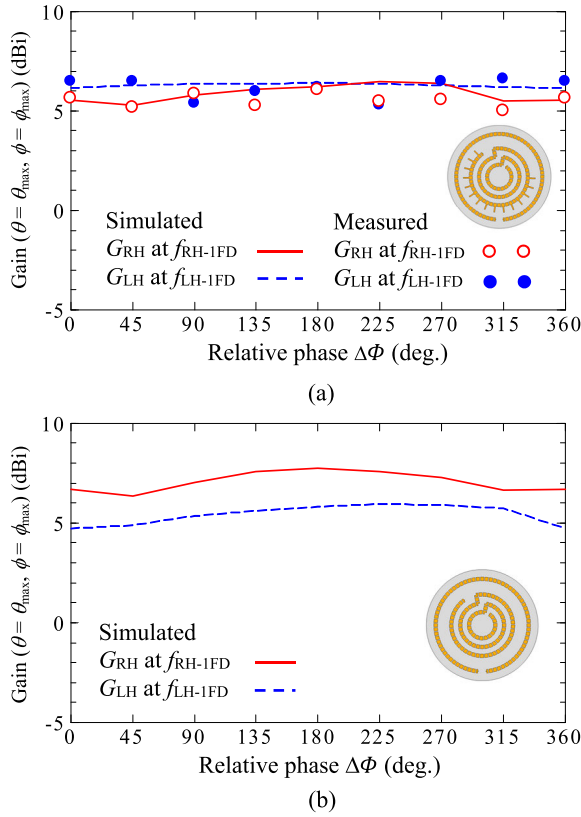 10
5
0
-5
Gain (θ = θmax, ϕ = ϕmax) (dBi)
Simulated
GRH at fRH-1FD
GLH at fLH-1FD
Measured
GRH at fRH-1FD
GLH at fLH-1FD
0 45 90 135 180 225 270 315 360
Relative phase ΔΦ (deg.)
(a)
10
5
0
-5
Gain (θ = θmax, ϕ = ϕmax) (dBi)
Simulated
GRH at fRH-1FD
GLH at fLH-1FD
0 45 90 135 180 225 270 315 360
Relative phase ΔΦ (deg.)
(b)